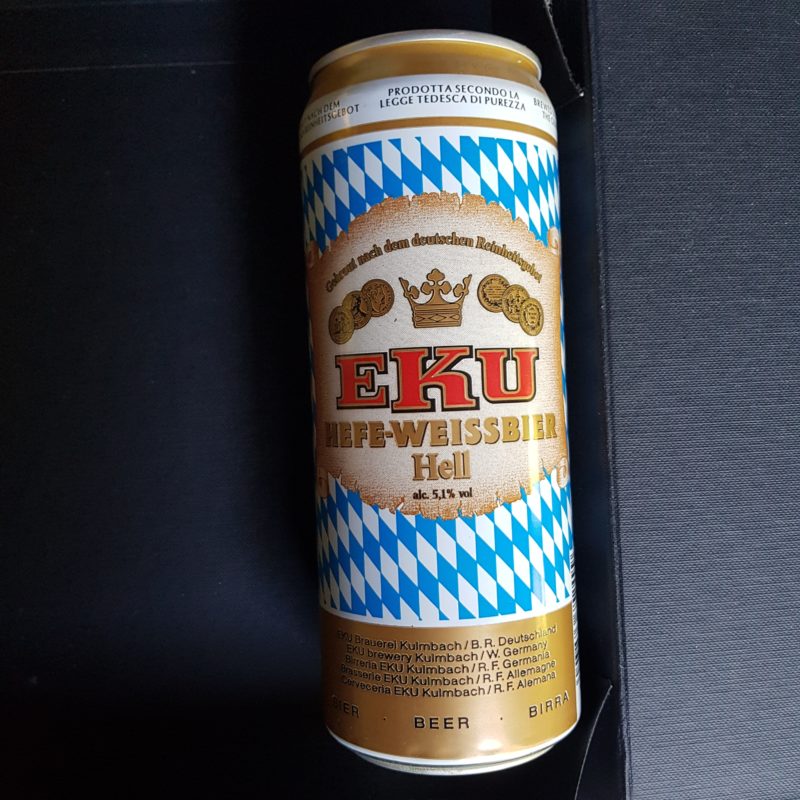 NACH DEM
PRODOTTA SECONDO LA
LEGGE TEDESCA DI PUREZZA
Gebraut nach dem deutschen Reinheitsgebot
EKU
HEFE-WEISSBIER
Hell
alc. 5,1% vol
EKU Brauerei Kulmbach / B. R. Deutschland
EKU brewery Kulmbach / W. Germany
Birreria EKU Kulmbach / R. F. Germania
Brasserie EKU Kulmbach / R. F. Allemagne
Cerveceria EKU Kulmbach / R. F. Alemana
BEER · BIRRA